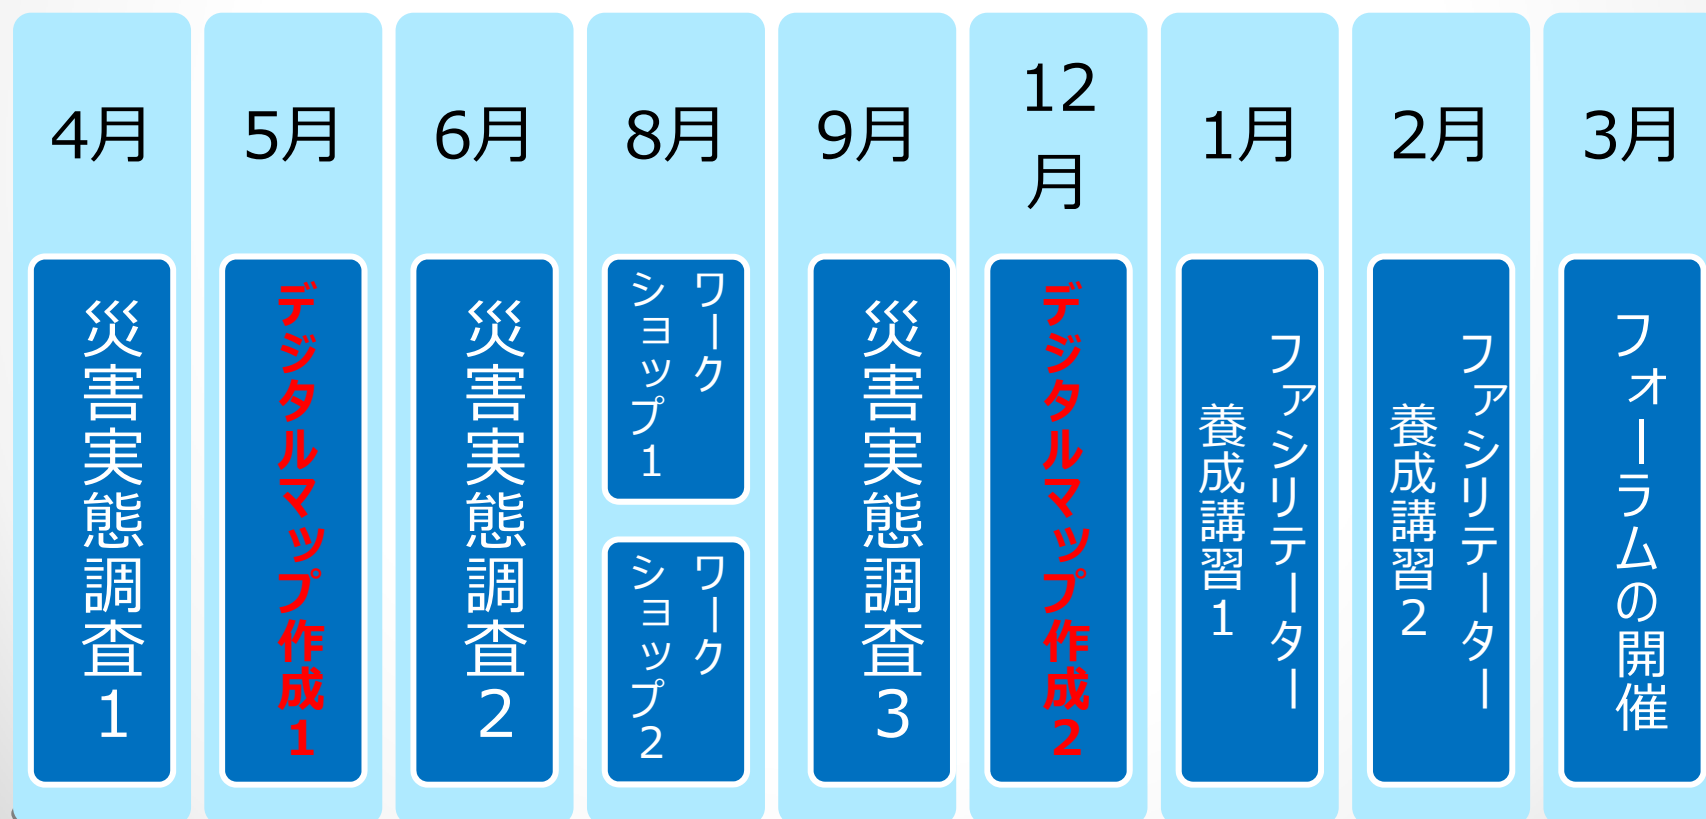 4月
災害実態調査1
5月
デジタルマップ作成1
6月
災害実態調査2
8月
ワーク
ショップ1
ワーク
ショップ2
9月
災害実態調査3
12
月
デジタルマップ作成2
1月
ファシリテーター
養成講習1
2月
ファシリテーター
養成講習2
3月
フォーラムの開催